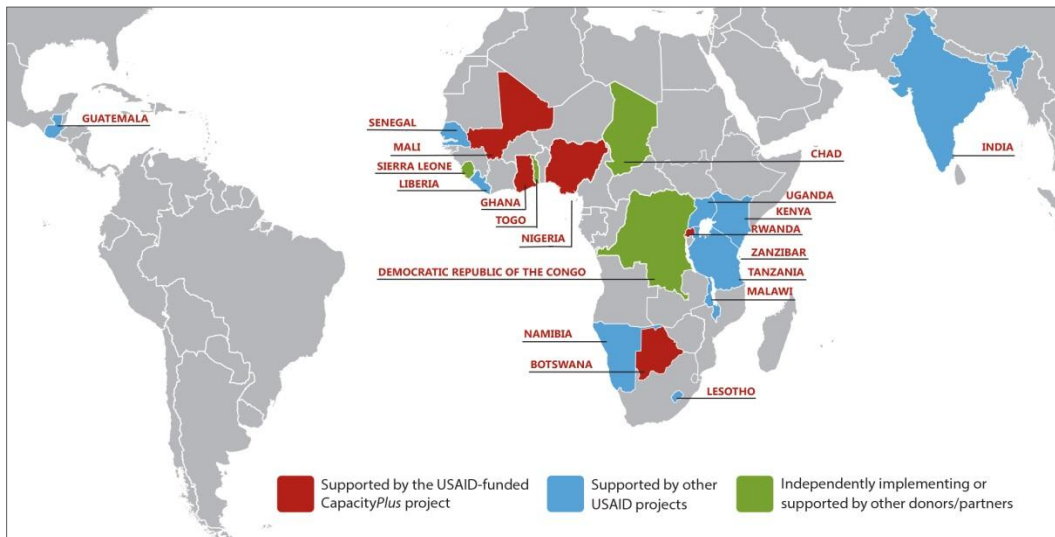 GUATEMALA
SENEGAL
MALI
SIERRA LEONE
LIBERIA
GHANA
TOGO
NIGERIA
CHAD
INDIA
UGANDA
KENYA
RWANDA
ZANZIBAR
DEMOCRATIC REPUBLIC OF THE CONGO
TANZANIA
MALAWI
NAMIBIA
BOTSWANA
LESOTHO
Supported by the USAID-funded
CapacityPlus project
Supported by other
USAID projects
Independently implementing or
supported by other donors/partners